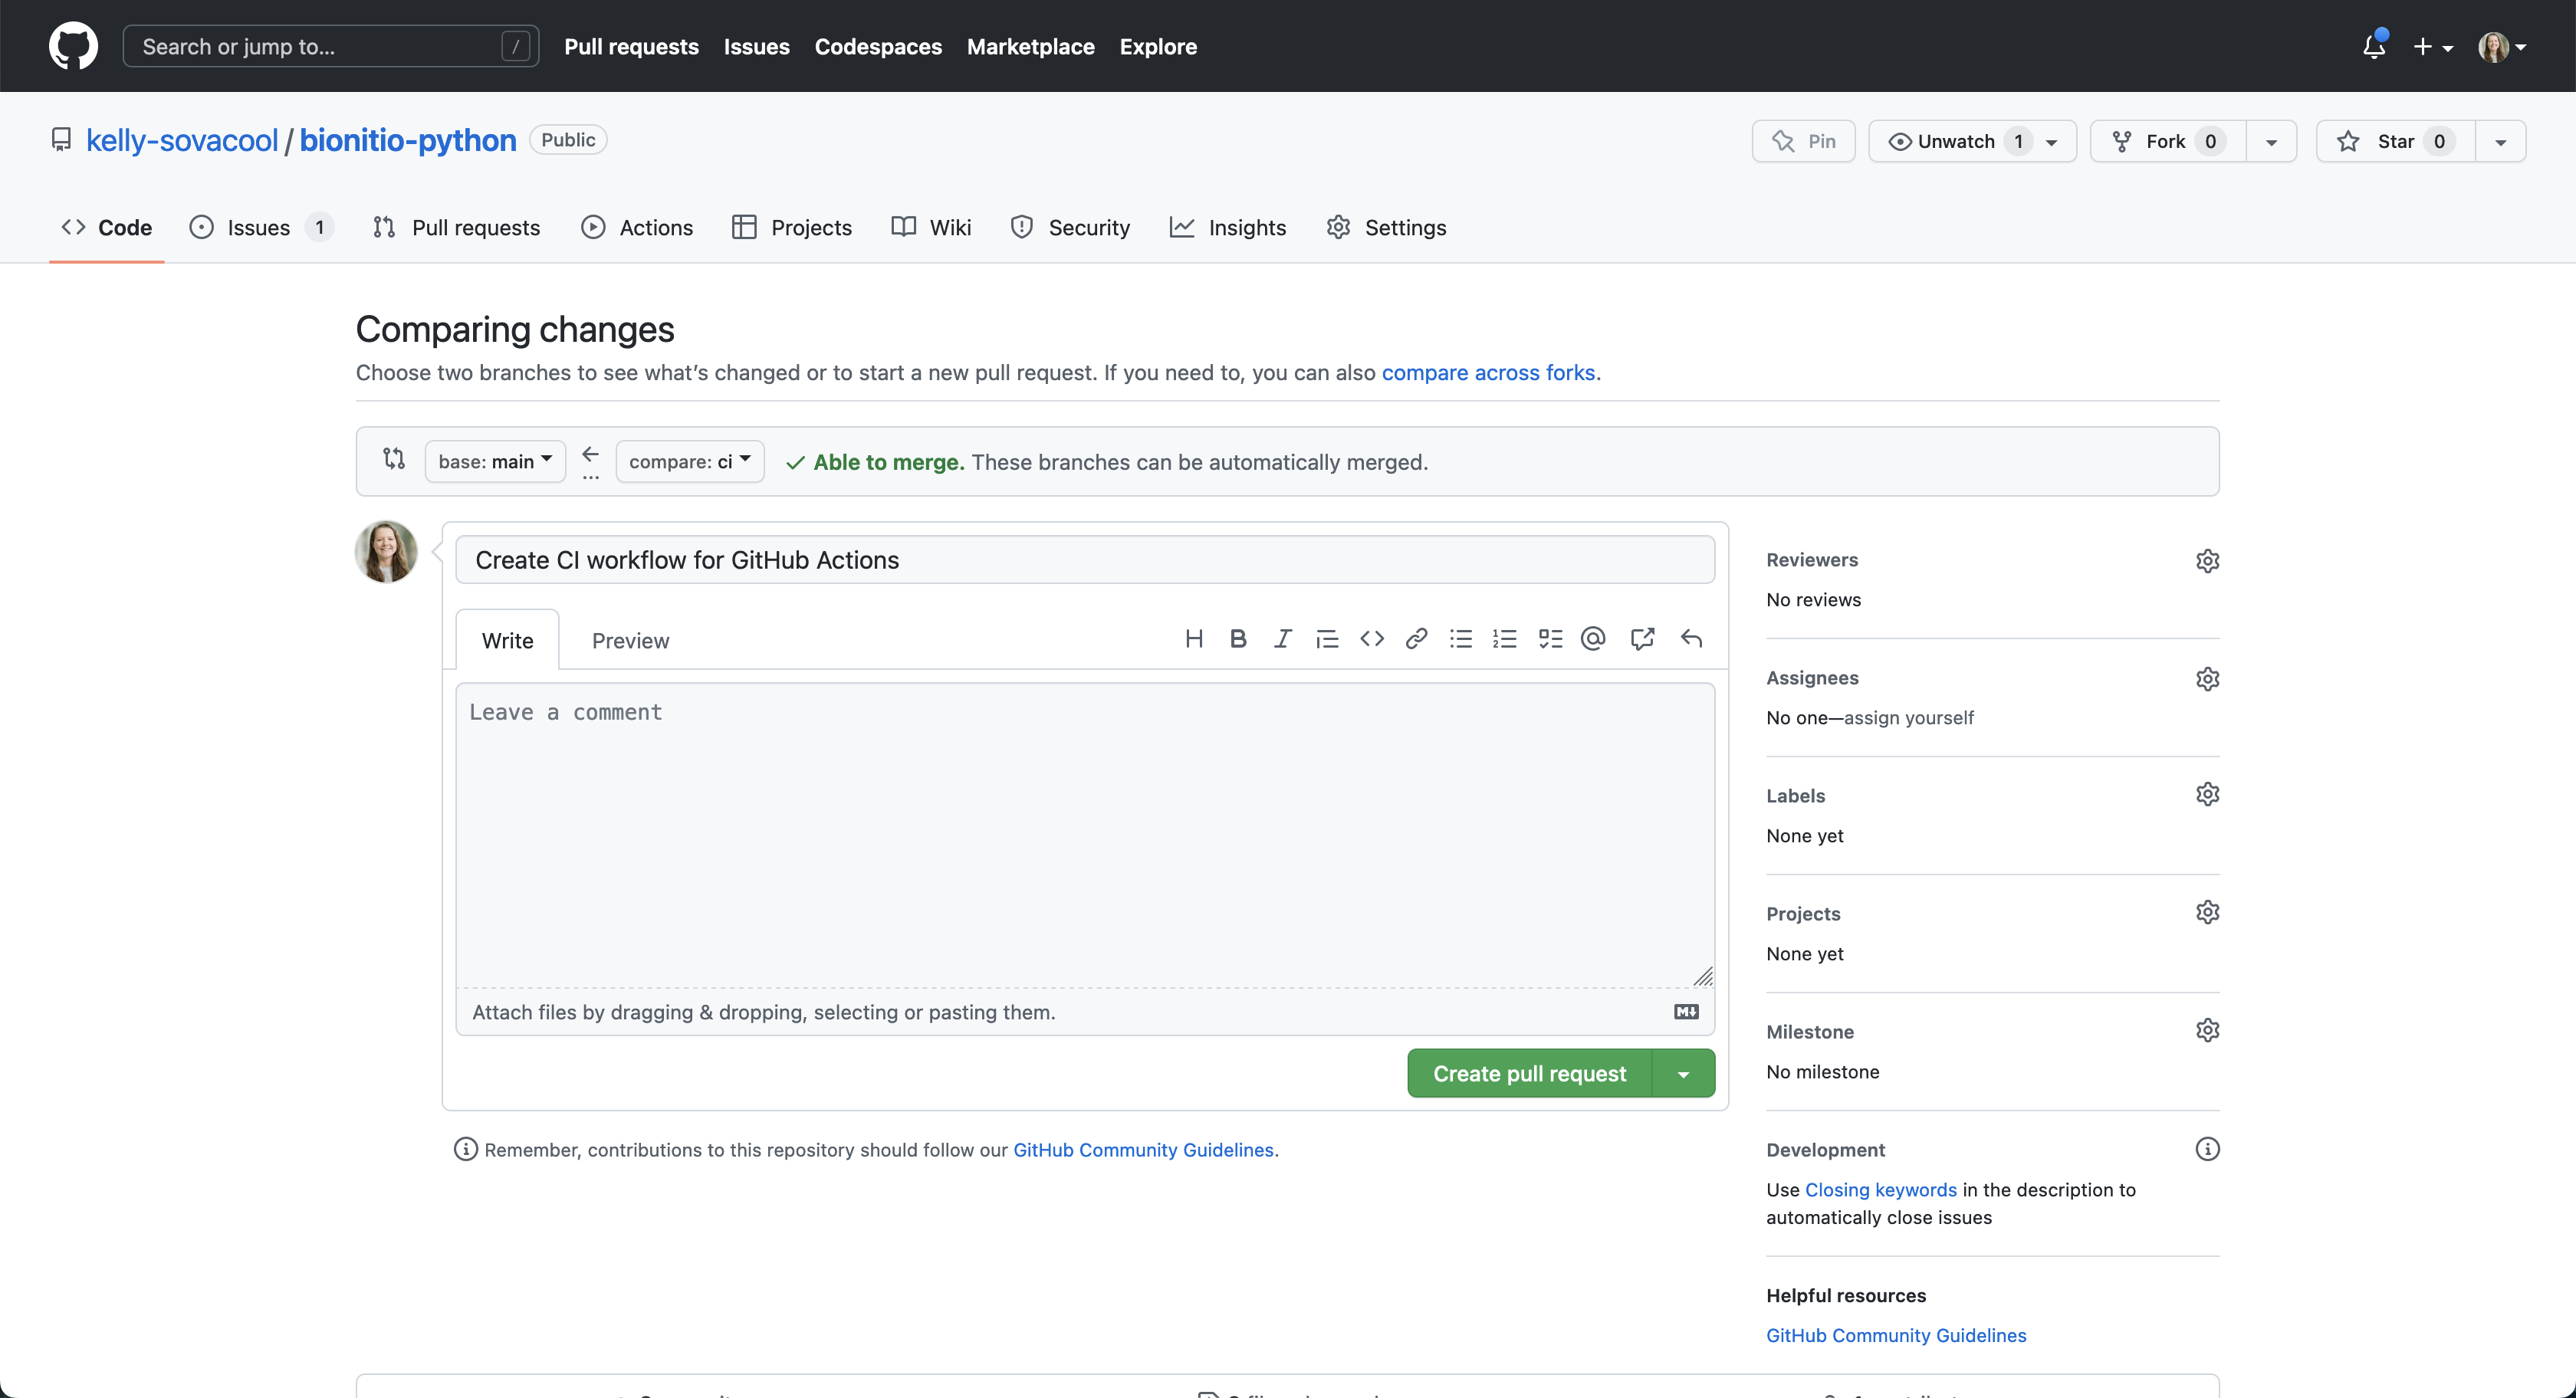 Search or jump to... /
Pull requests Issues Codespaces Marketplace Explore
kelly-sovacool / bionitio-python Public
Pin Unwatch 1 Fork 0 Star 0
Code Issues 1 Pull requests Actions Projects Wiki Security Insights Settings
Comparing changes
Choose two branches to see what’s changed or to start a new pull request. If you need to, you can also compare across forks.
base: main ... compare: ci Able to merge. These branches can be automatically merged.
Create CI workflow for GitHub Actions
Write Preview
Leave a comment
Attach files by dragging & dropping, selecting or pasting them.
Create pull request
Remember, contributions to this repository should follow our GitHub Community Guidelines.
Reviewers
No reviews
Assignees
No one—assign yourself
Labels
None yet
Projects
None yet
Milestone
No milestone
Development
Use Closing keywords in the description to
automatically close issues
Helpful resources
GitHub Community Guidelines